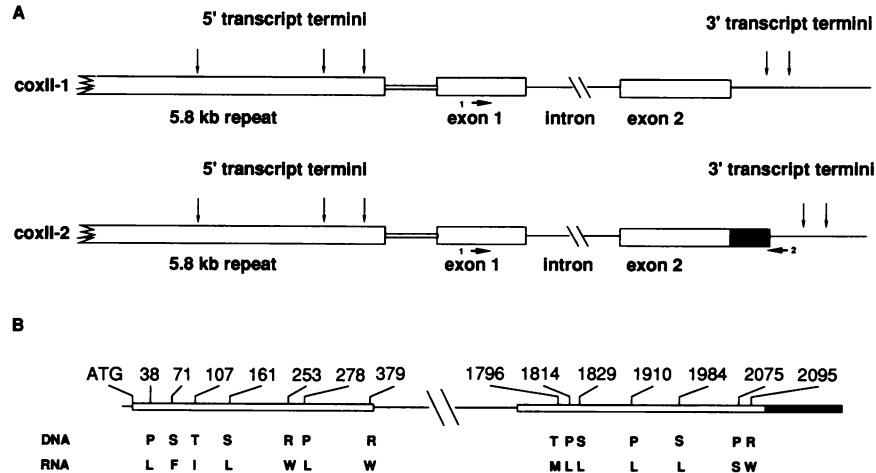 A
5' transcript termini
3' transcript termini
coxII-1
5.8 kb repeat
1
exon 1
intron
exon 2
5' transcript termini
3' transcript termini
coxII-2
5.8 kb repeat
1
exon 1
intron
exon 2
2
B
ATG 38 71 107 161 253 278 379 1796 1814 1829 1910 1984 2075 2095
DNA P S T S R P R T P S P S P R
RNA L F I L W L W M L L L L S W